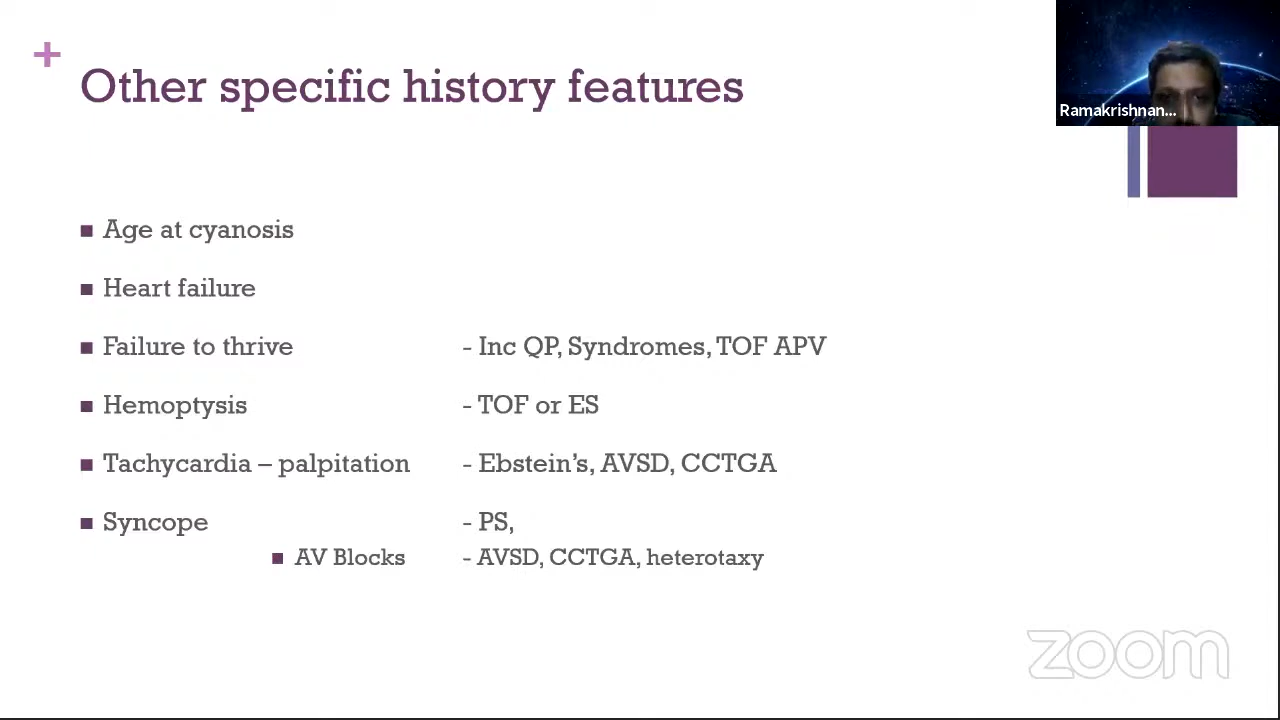 +
Other specific history features
Ramakrishnan...
■ Age at cyanosis
■ Heart failure
■ Failure to thrive - Inc QP, Syndromes, TOF APV
■ Hemoptysis - TOF or ES
■ Tachycardia – palpitation - Ebstein’s, AVSD, CCTGA
■ Syncope - PS,
■ AV Blocks - AVSD, CCTGA, heterotaxy
zoom